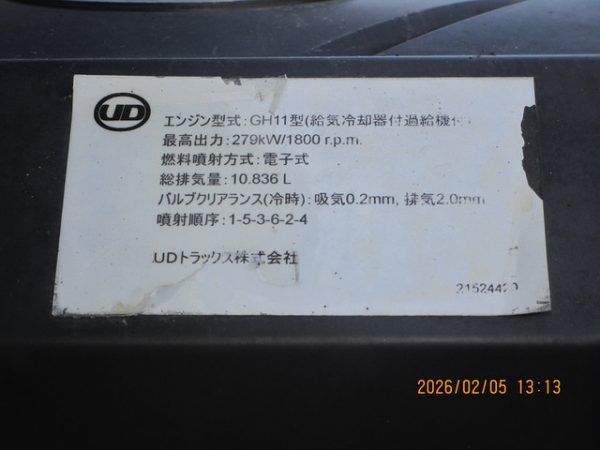 UD
エンジン型式:GH11型(給気冷却器付過給機付)
最高出力:279kW/1800 r.p.m.
燃料噴射方式:電子式
総排気量:10.836 L
バルブクリアランス(冷時):吸気0.2mm, 排気2.0mm
噴射順序:1-5-3-6-2-4
UDトラックス株式会社
21524420
2026/02/05 13:13